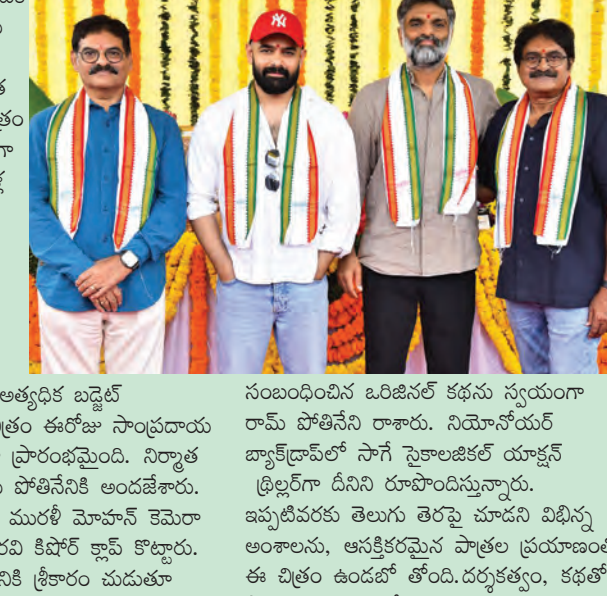 త
త్రం
గా
ళ్ల
NY
అత్యధిక బడ్జెట్
చిత్రం ఈరోజు సాంప్రదాయ
ప్రారంభమైంది. నిర్మాత
పోతినేనికి అందజేశారు.
మురళీ మోహన్ కెమెరా
రవి కిషోర్ క్లాప్ కొట్టారు.
నికి శ్రీకారం చుడుతూ
సంబంధించిన ఒరిజినల్ కథను స్వయంగా
రామ్ పోతినేని రాశారు. నియోనోయర్
బ్యాక్‌డ్రాప్‌లో సాగే సైకాలజికల్ యాక్షన్
థ్రిల్లర్‌గా దీనిని రూపొందిస్తున్నారు.
ఇప్పటివరకు తెలుగు తెరపై చూడని విభిన్న
అంశాలను, ఆసక్తికరమైన పాత్రల ప్రయాణంతో
ఈ చిత్రం ఉండబో తోంది.దర్శకత్వం, కథతో